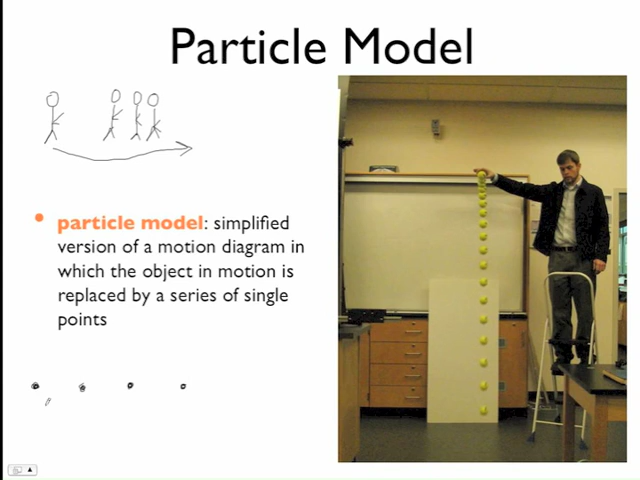 Particle Model
• particle model: simplified
version of a motion diagram in
which the object in motion is
replaced by a series of single
points